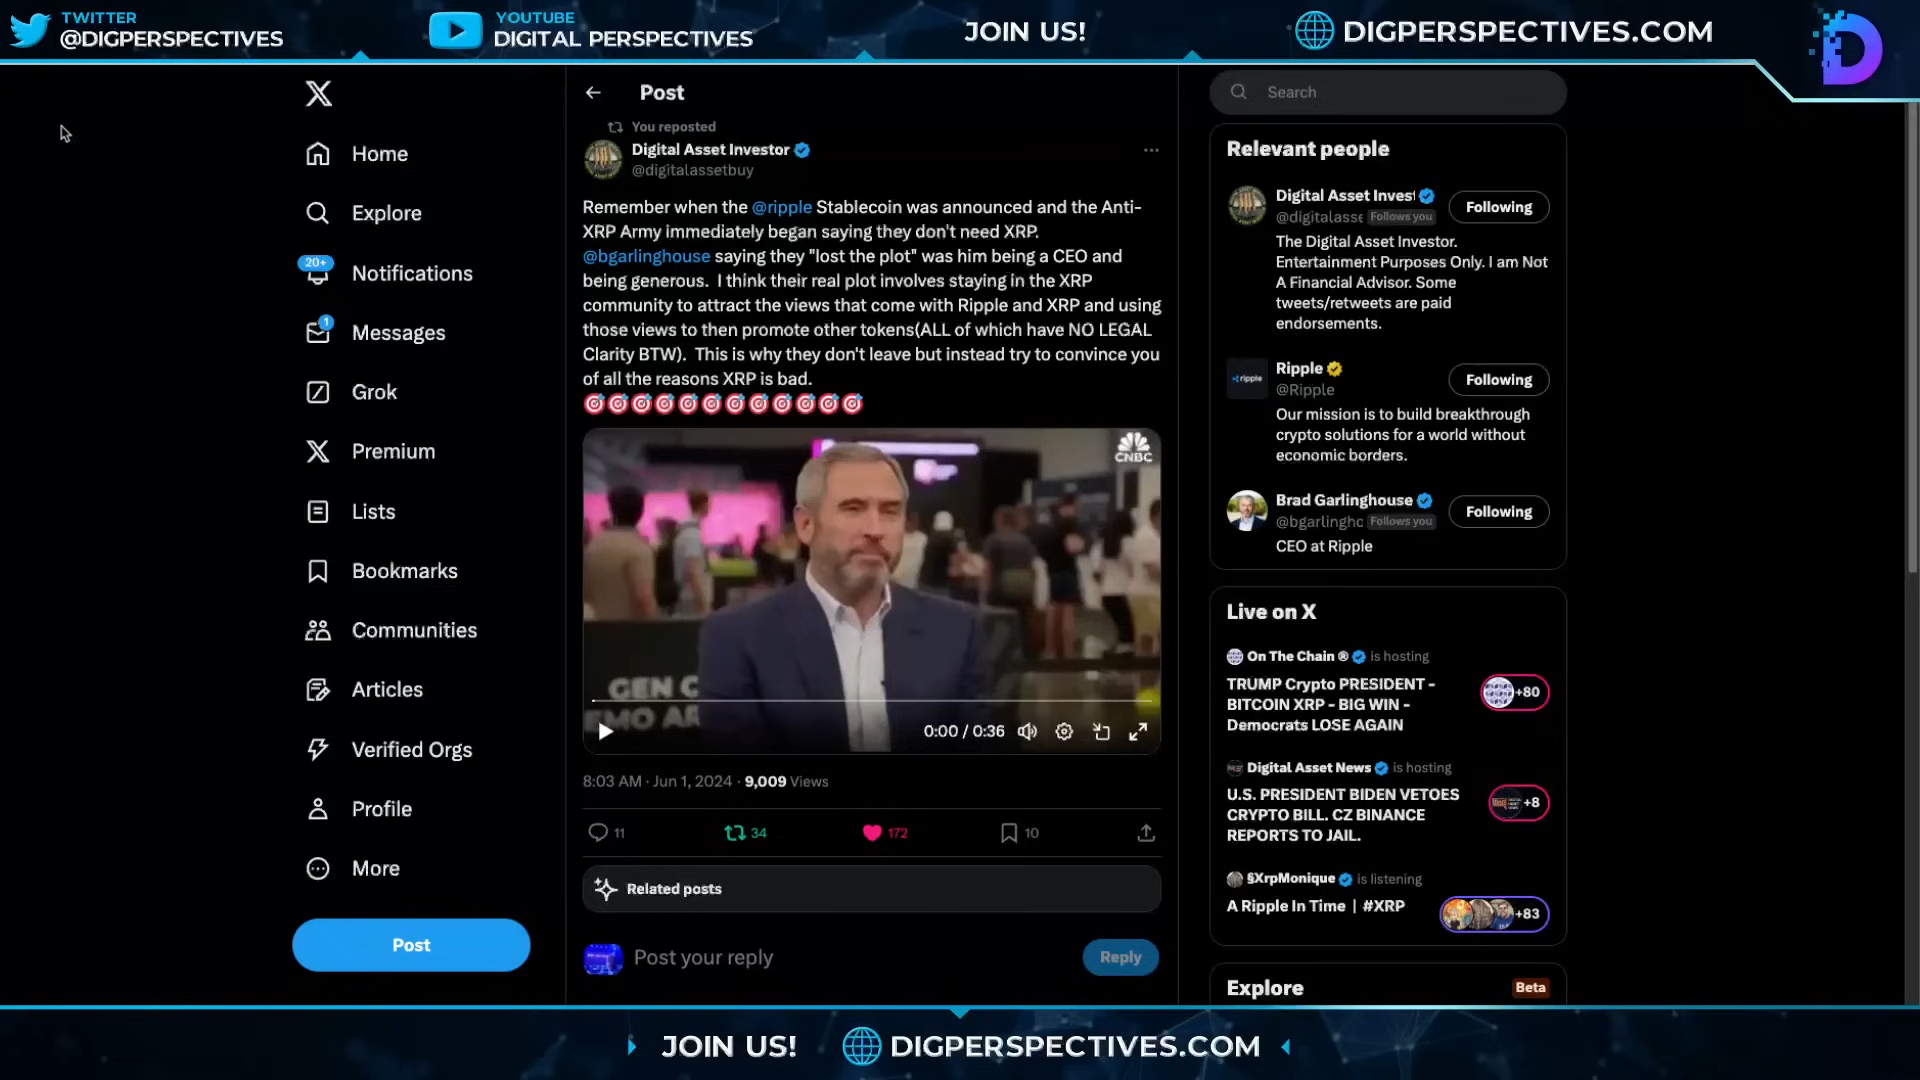 TWITTER
@DIGPERSPECTIVES
YOUTUBE
DIGITAL PERSPECTIVES
JOIN US!
DIGPERSPECTIVES.COM
Home
Explore
20+
Notifications
1
Messages
Grok
Premium
Lists
Bookmarks
Communities
Articles
Verified Orgs
Profile
More
Post
Post
You reposted
Digital Asset Investor
@digitalassetbuy
Remember when the @ripple Stablecoin was announced and the Anti-
XRP Army immediately began saying they don't need XRP.
@bgarlinghouse saying they "lost the plot" was him being a CEO and
being generous.  I think their real plot involves staying in the XRP
community to attract the views that come with Ripple and XRP and using
those views to then promote other tokens(ALL of which have NO LEGAL
Clarity BTW).  This is why they don't leave but instead try to convince you
of all the reasons XRP is bad.
CNBC
GEN C
EMO AR
0:00 / 0:36
8:03 AM · Jun 1, 2024 · 9,009 Views
11
34
172
10
Related posts
Post your reply
Reply
Search
Relevant people
Digital Asset Invest
Following
@digitalasse Follows you
The Digital Asset Investor.
Entertainment Purposes Only. I am Not
A Financial Advisor. Some
tweets/retweets are paid
endorsements.
ripple
Ripple
Following
@Ripple
Our mission is to build breakthrough
crypto solutions for a world without
economic borders.
Brad Garlinghouse
Following
@bgarlingho Follows you
CEO at Ripple
Live on X
On The Chain ® is hosting
TRUMP Crypto PRESIDENT -
BITCOIN XRP - BIG WIN -
Democrats LOSE AGAIN
+80
Digital Asset News is hosting
U.S. PRESIDENT BIDEN VETOES
CRYPTO BILL. CZ BINANCE
REPORTS TO JAIL.
+8
§XrpMonique is listening
A Ripple In Time | #XRP
+83
Explore
Beta
JOIN US!
DIGPERSPECTIVES.COM